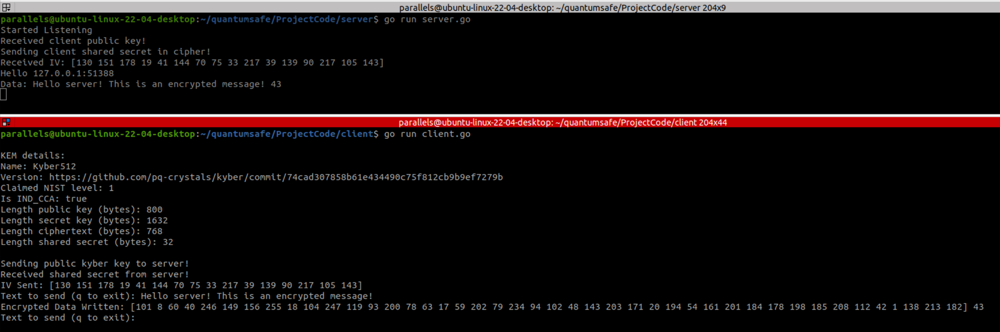 parallels@ubuntu-linux-22-04-desktop: ~/quantumsafe/ProjectCode/server 204x9
parallels@ubuntu-linux-22-04-desktop:~/quantumsafe/ProjectCode/server$ go run server.go
Started Listening
Received client public key!
Sending client shared secret in cipher!
Received IV: [130 151 178 19 41 144 70 75 33 217 39 139 90 217 105 143]
Hello 127.0.0.1:51388
Data: Hello server! This is an encrypted message! 43
parallels@ubuntu-linux-22-04-desktop: ~/quantumsafe/ProjectCode/client 204x44
parallels@ubuntu-linux-22-04-desktop:~/quantumsafe/ProjectCode/client$ go run client.go
KEM details:
Name: Kyber512
Version: https://github.com/pq-crystals/kyber/commit/74cad307858b61e434490c75f812cb9b9ef7279b
Claimed NIST level: 1
Is IND_CCA: true
Length public key (bytes): 800
Length secret key (bytes): 1632
Length ciphertext (bytes): 768
Length shared secret (bytes): 32
Sending public kyber key to server!
Received shared secret from server!
IV Sent: [130 151 178 19 41 144 70 75 33 217 39 139 90 217 105 143]
Text to send (q to exit): Hello server! This is an encrypted message!
Encrypted Data Written: [101 8 60 40 246 149 156 255 18 104 247 119 93 200 78 63 17 59 202 79 234 94 102 48 143 203 171 20 194 54 161 201 184 178 198 185 208 112 42 1 138 213 182] 43
Text to send (q to exit):